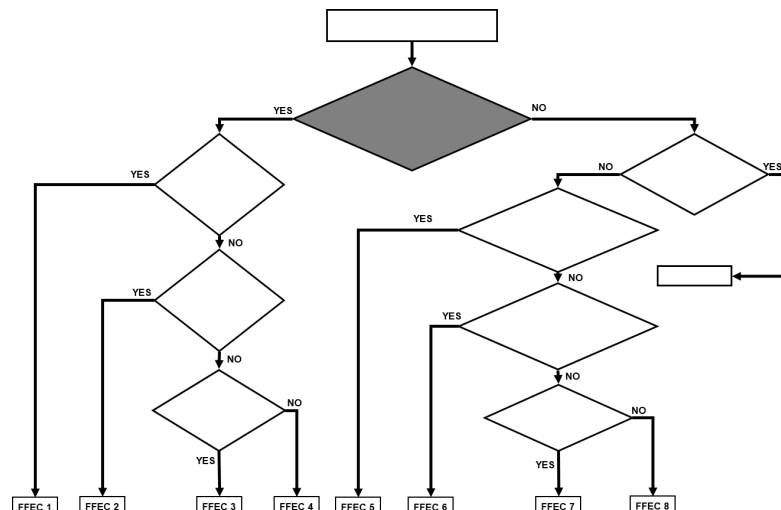 YES
NO
YES
NO
YES
YES
NO
NO
YES
YES
NO
NO
NO
NO
YES
YES
FFEC 1
FFEC 2
FFEC 3
FFEC 4
FFEC 5
FFEC 6
FFEC 7
FFEC 8